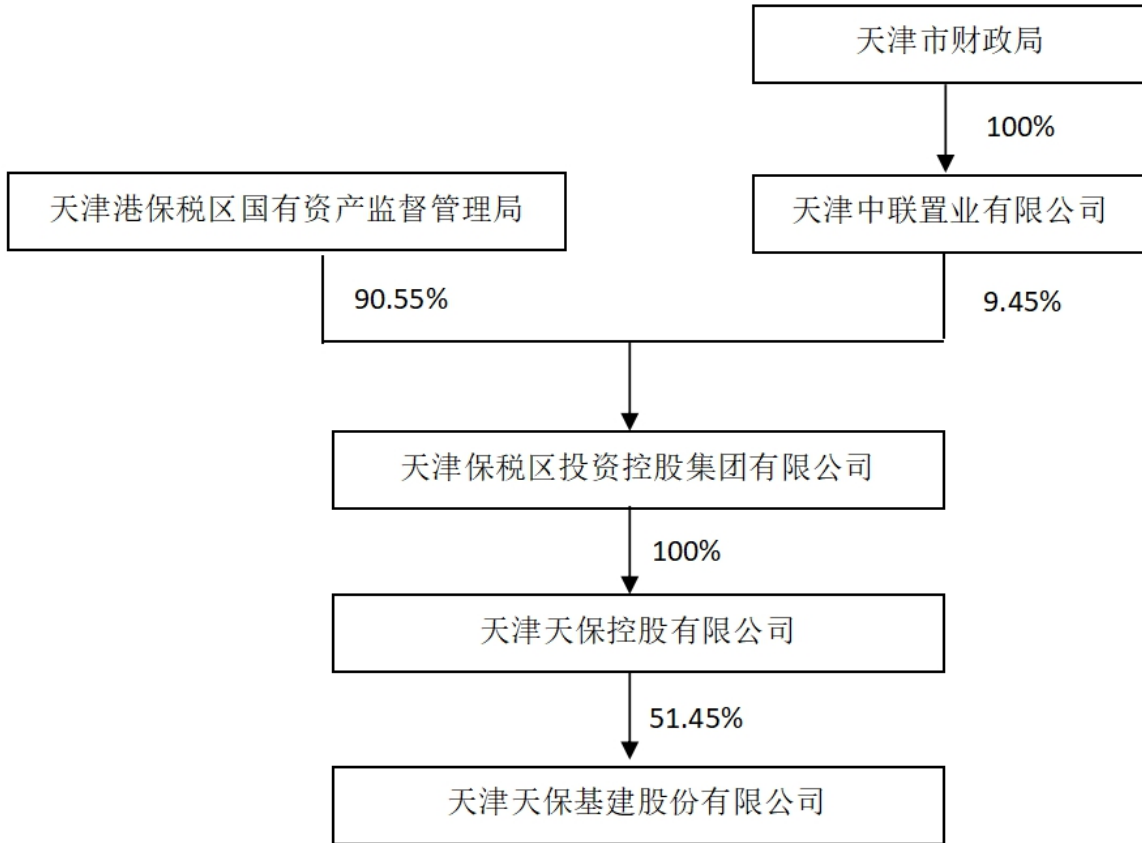 天津市财政局
100%
天津港保税区国有资产监督管理局
天津中联置业有限公司
90.55%
9.45%
天津保税区投资控股集团有限公司
100%
天津天保控股有限公司
51.45%
天津天保基建股份有限公司